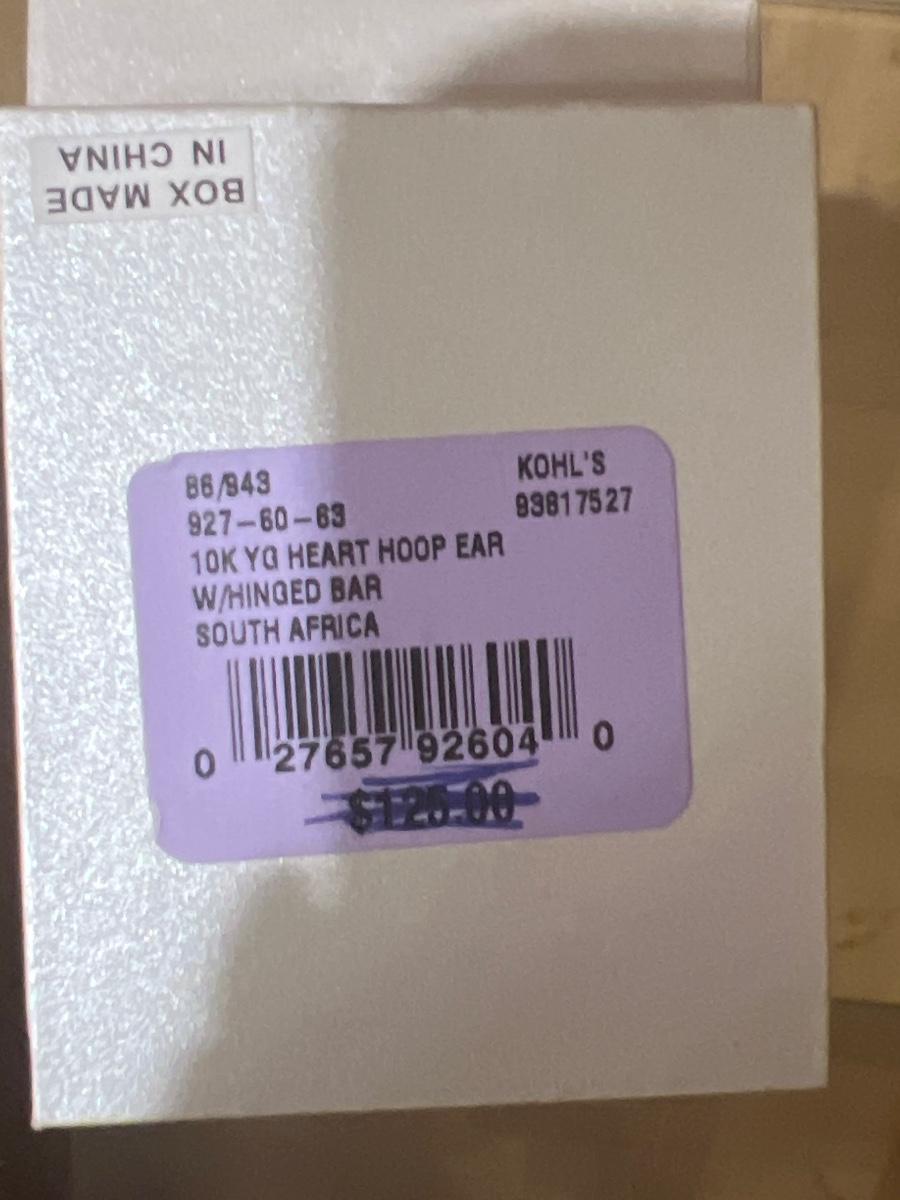 BOX MADE
IN CHINA
86/943 KOHL'S
927-60-63 93817527
10K YG HEART HOOP EAR
W/HINGED BAR
SOUTH AFRICA
0 27657 92604 0
$125.00